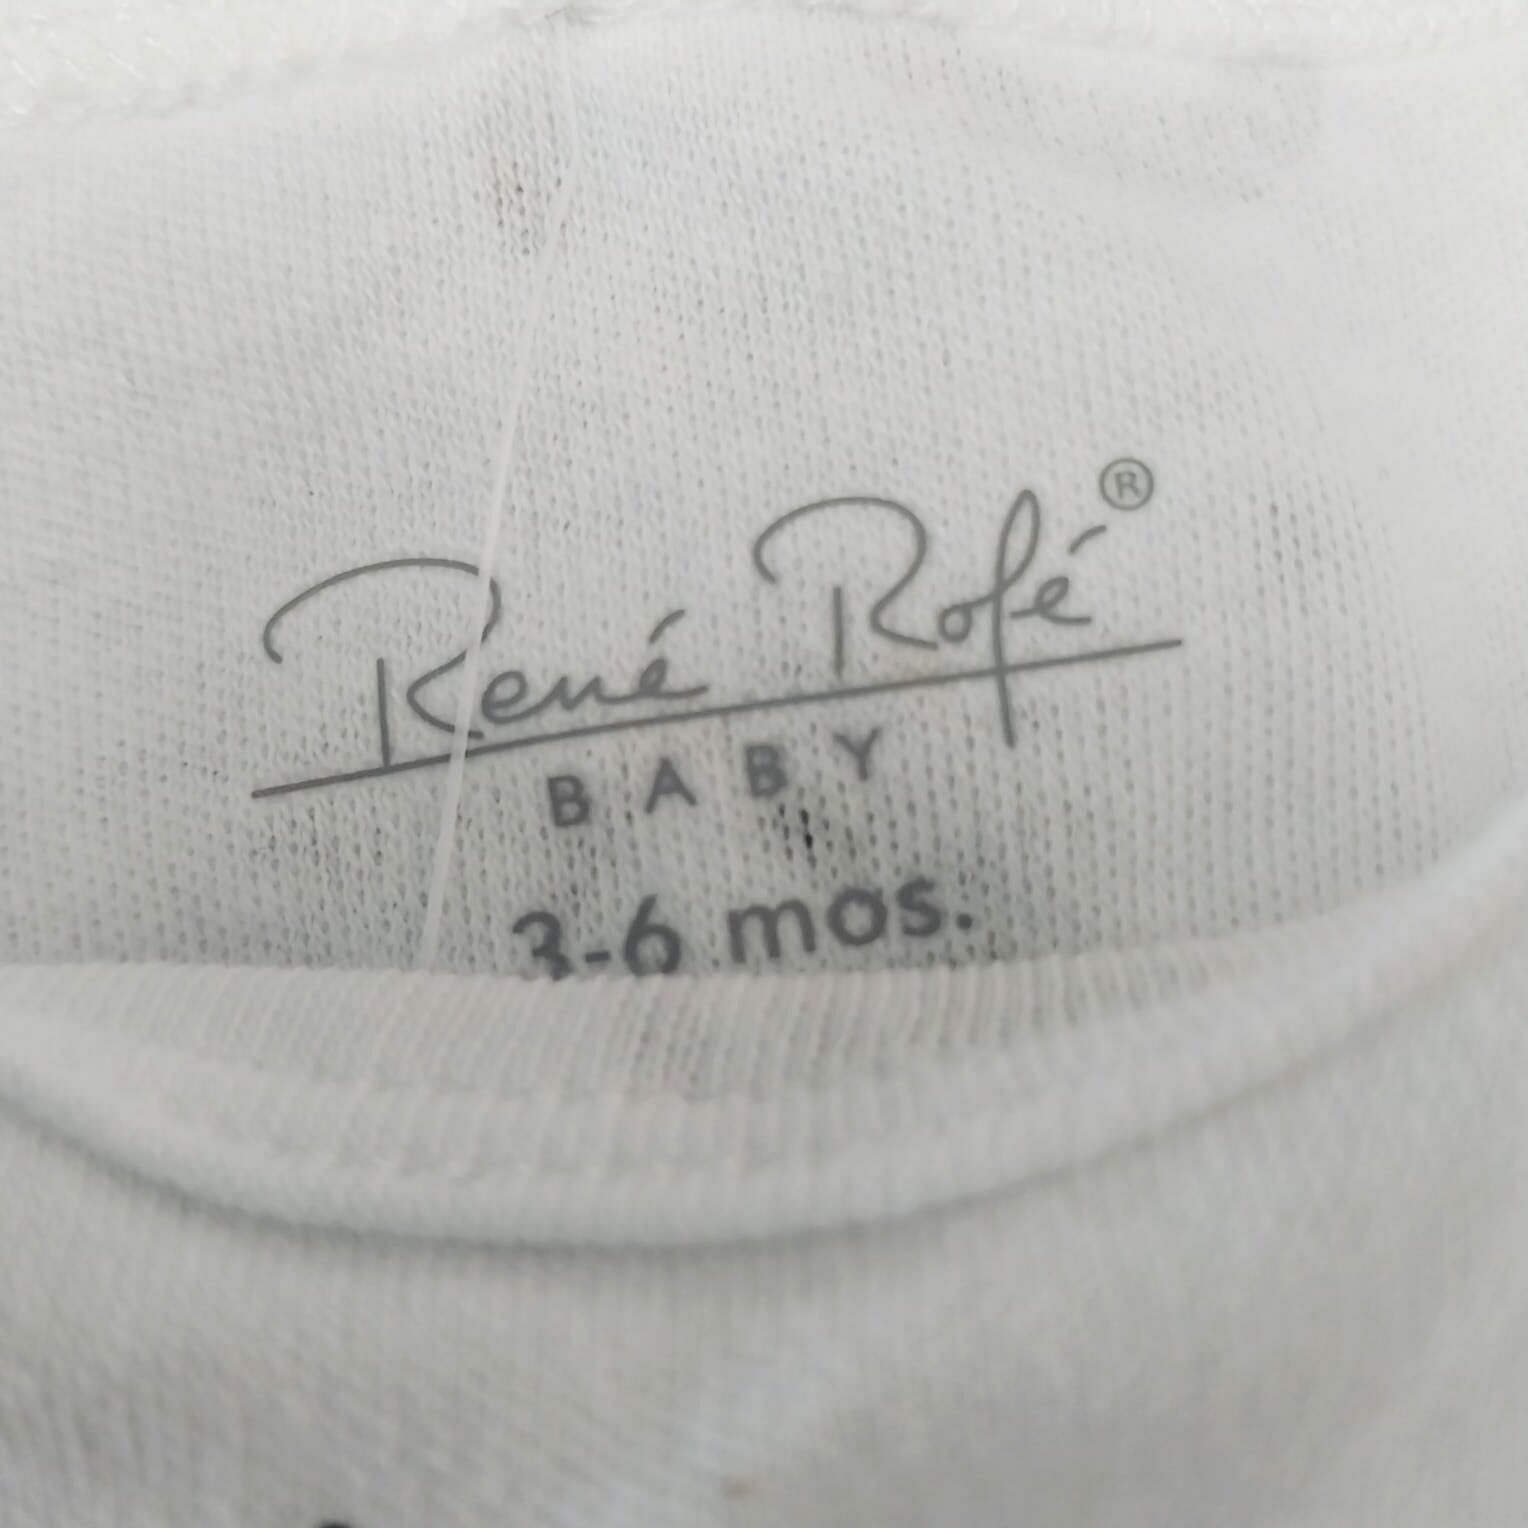 René Rofé®
BABY
3-6 mos.